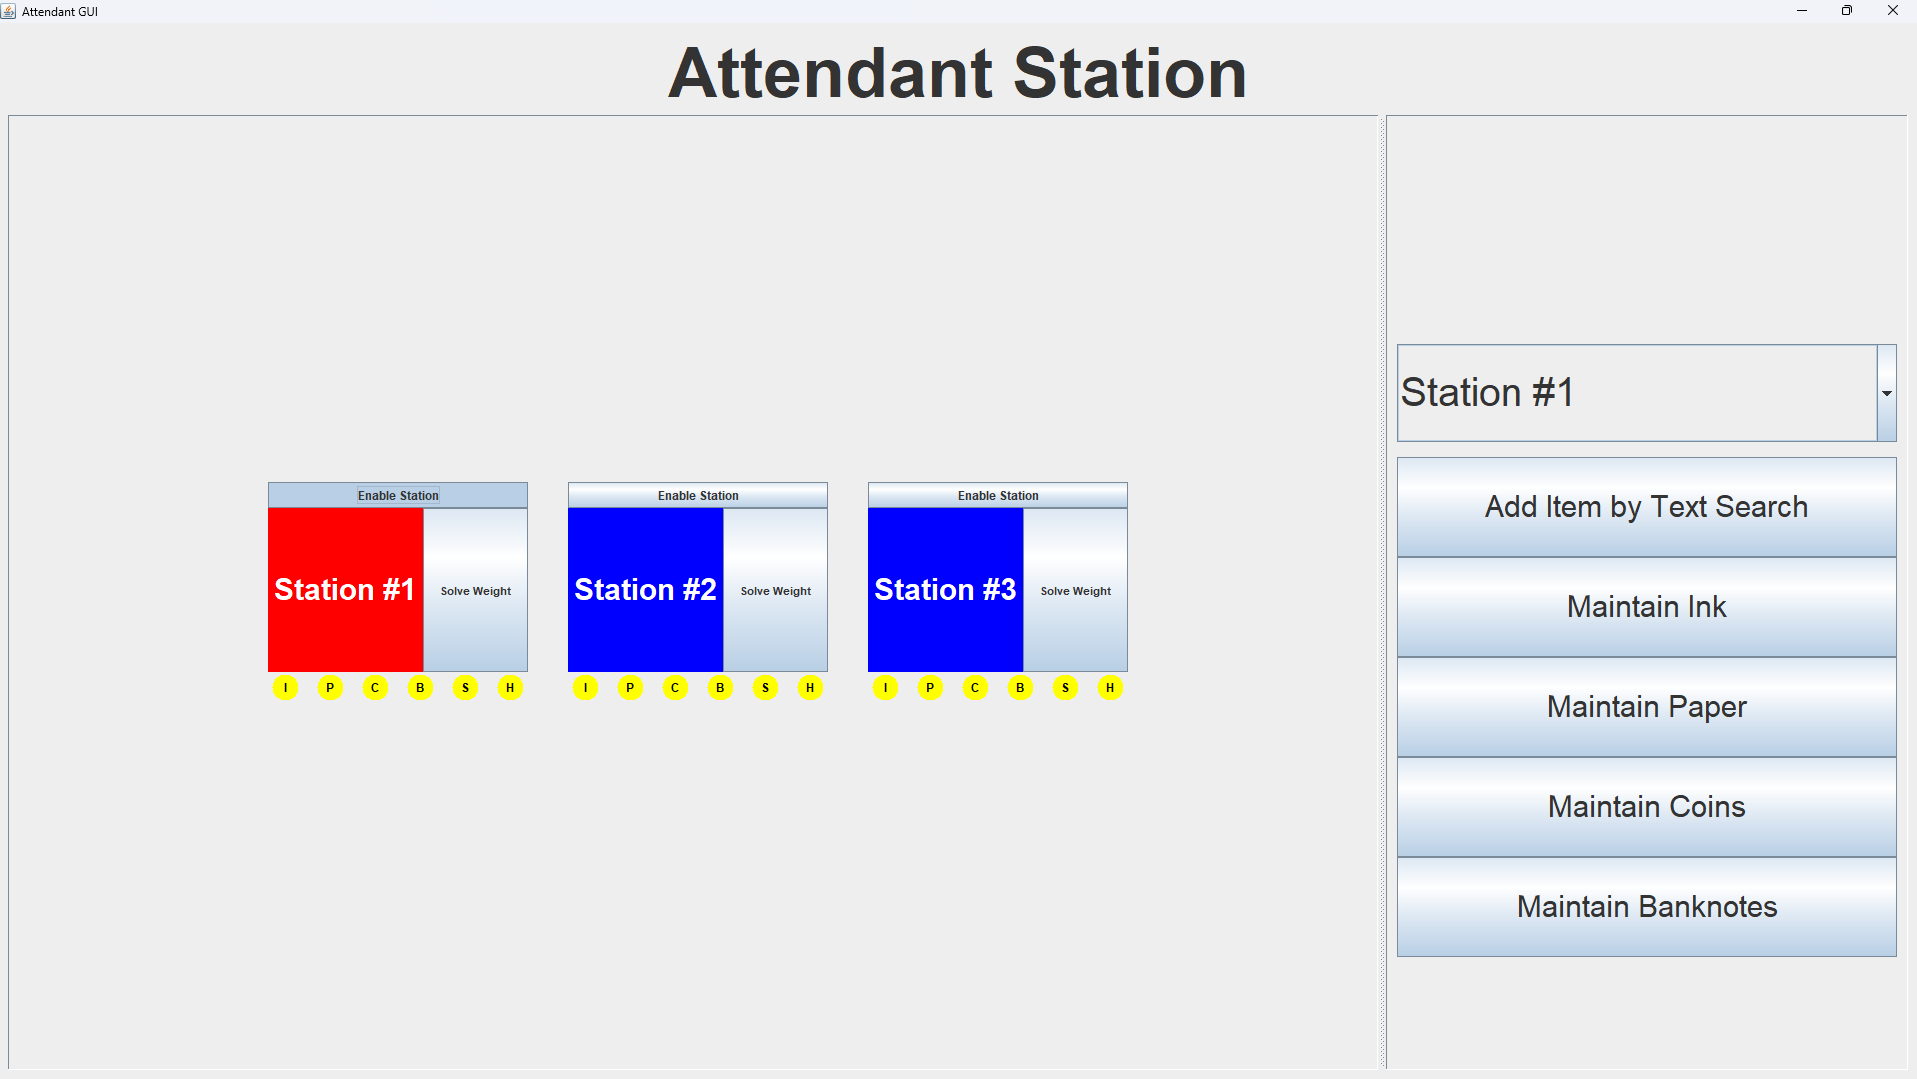 Attendant GUI
Attendant Station
Enable Station
Station #1
Solve Weight
I P C B S H
Enable Station
Station #2
Solve Weight
I P C B S H
Enable Station
Station #3
Solve Weight
I P C B S H
Station #1
Add Item by Text Search
Maintain Ink
Maintain Paper
Maintain Coins
Maintain Banknotes